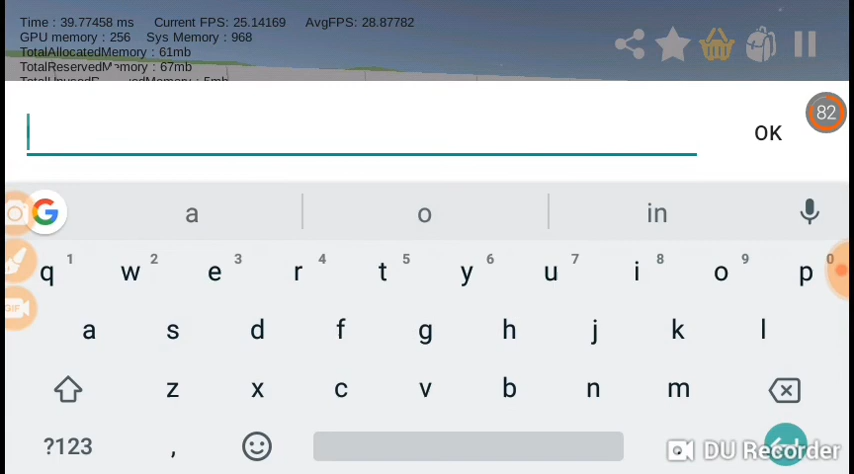 Time : 39.77458 ms Current FPS: 25.14169 AvgFPS: 28.87782
GPU memory : 256 Sys Memory : 968
TotalAllocatedMemory : 61mb
TotalReservedMemory : 67mb
OK
82
a o in
q 1 w 2 e 3 r 4 t 5 y 6 u 7 i 8 o 9 p 0
a s d f g h j k l
GIF
z x c v b n m
?123 , .
DU Recorder